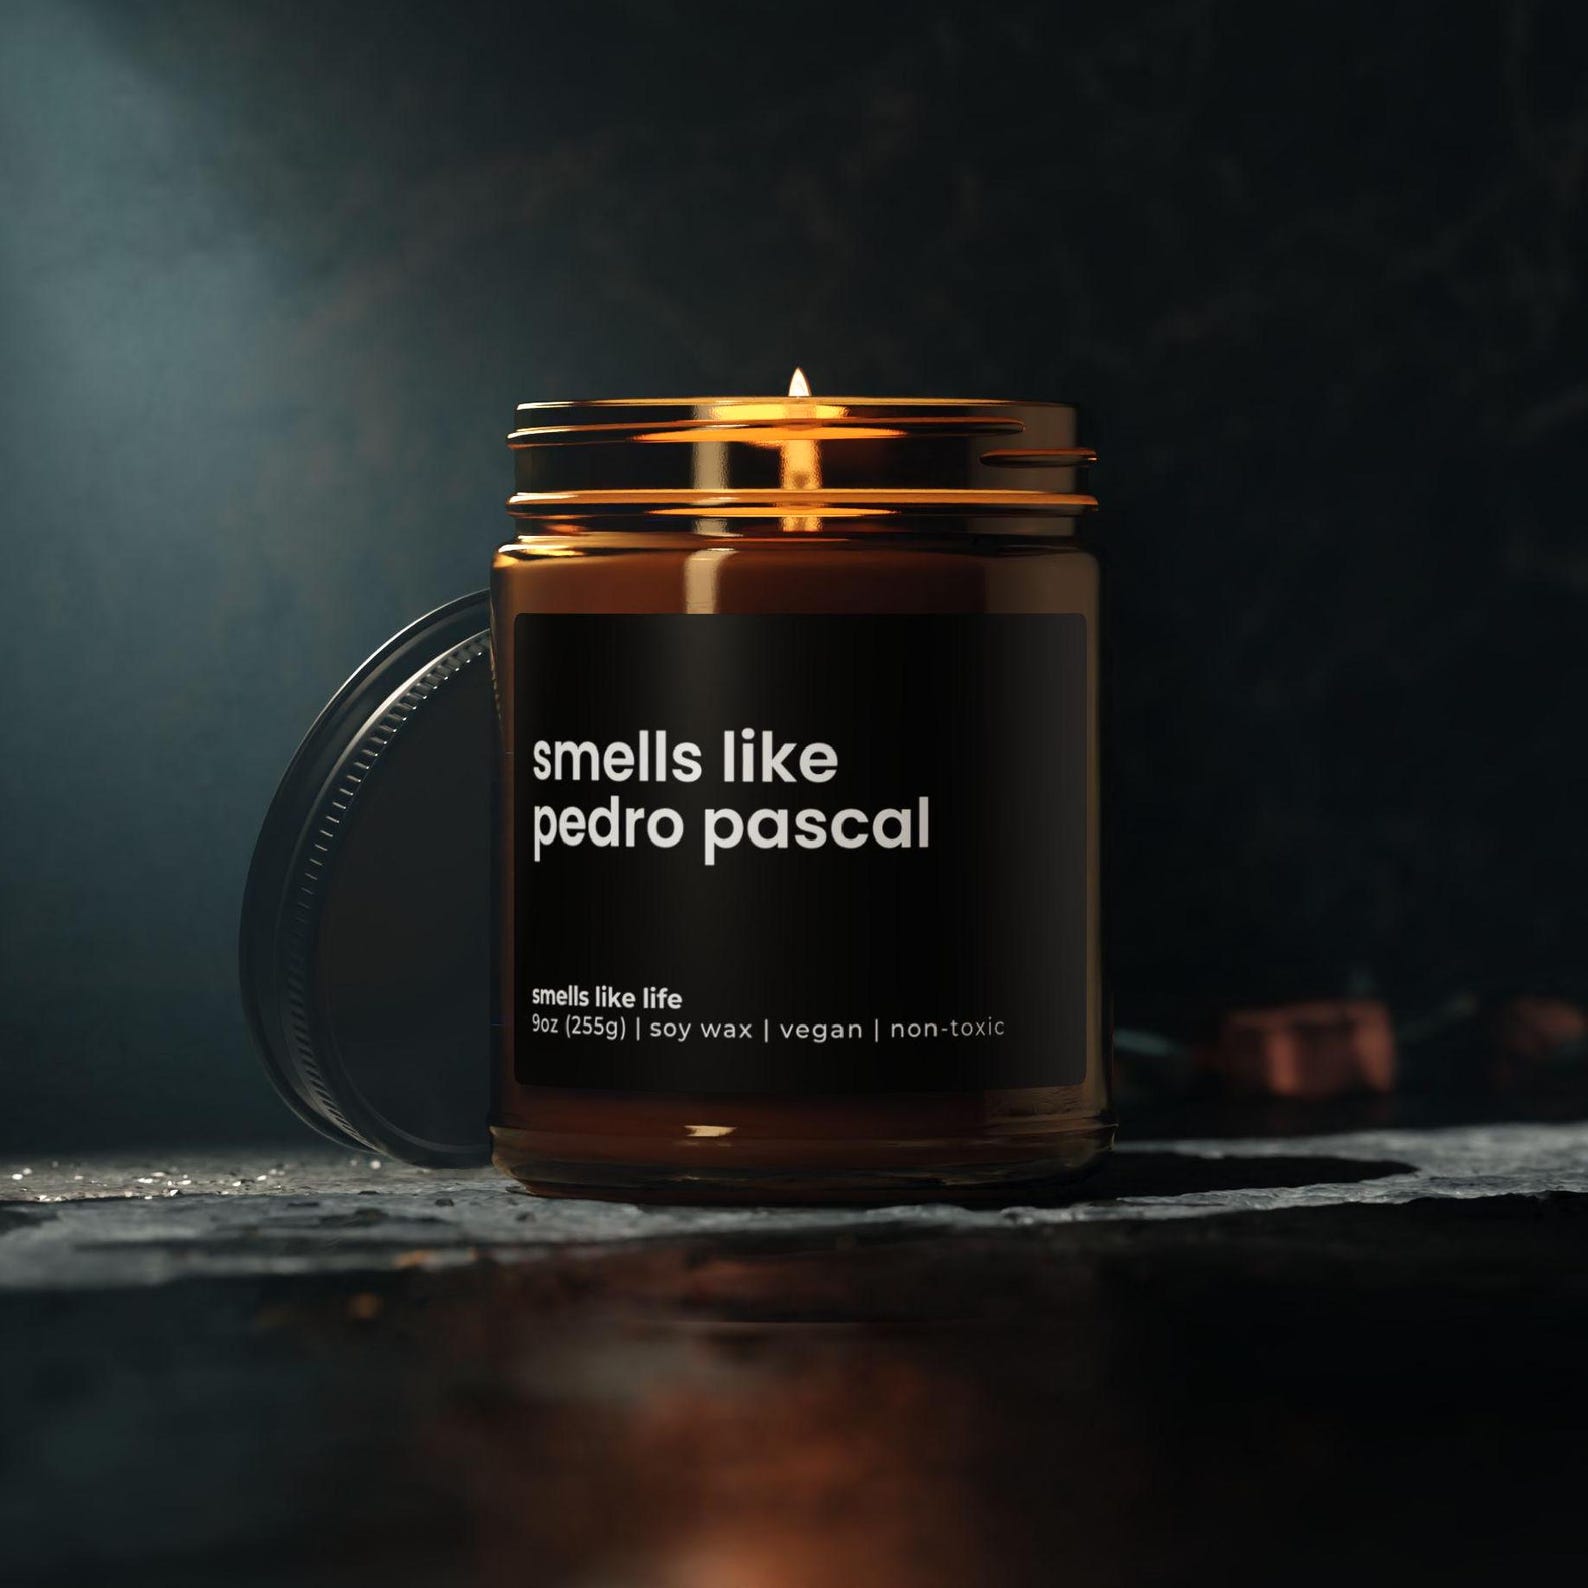 smells like
pedro pascal
smells like life
9oz (255g) | soy wax | vegan | non-toxic